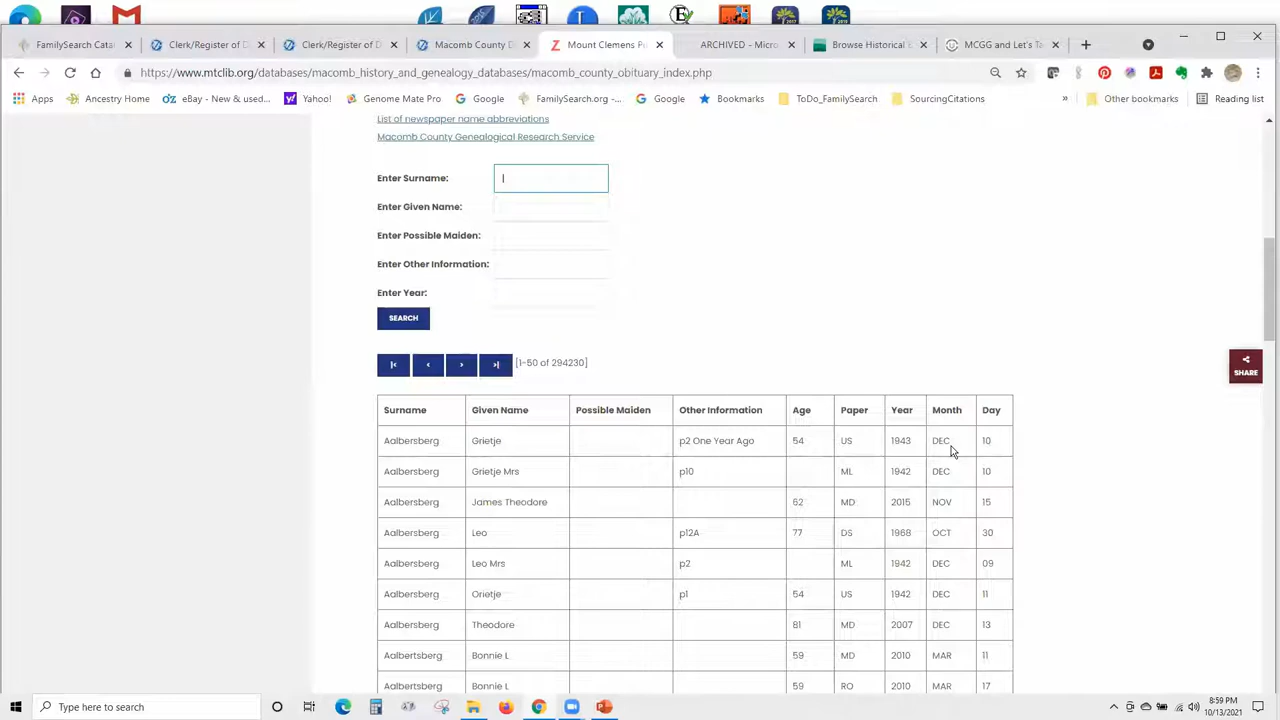 FamilySearch Cata
Clerk/Register of D
Clerk/Register of D
Macomb County D
Mount Clemens P
ARCHIVED - Micro
Browse Historical E
MCGG and Let's Ta
https://www.mtclib.org/databases/macomb_history_and_genealogy_databases/macomb_county_obituary_index.php
Apps
Ancestry Home
eBay - New & used...
Yahoo!
Genome Mate Pro
Google
FamilySearch.org -...
Google
Bookmarks
ToDo_FamilySearch
SourcingCitations
»
Other bookmarks
Reading list
List of newspaper name abbreviations
Macomb County Genealogical Research Service
Enter Surname:
Enter Given Name:
Enter Possible Maiden:
Enter Other Information:
Enter Year:
SEARCH
|< < > >| [1-50 of 294230]
SHARE
Surname Given Name Possible Maiden Other Information Age Paper Year Month Day
Aalbersberg Grietje p2 One Year Ago 54 US 1943 DEC 10
Aalbersberg Grietje Mrs p10 ML 1942 DEC 10
Aalbersberg James Theodore 62 MD 2015 NOV 15
Aalbersberg Leo p12A 77 DS 1968 OCT 30
Aalbersberg Leo Mrs p2 ML 1942 DEC 09
Aalbersberg Orietje p1 54 US 1942 DEC 11
Aalbersberg Theodore 81 MD 2007 DEC 13
Aalbertsberg Bonnie L 59 MD 2010 MAR 11
Aalbertsberg Bonnie L 59 RO 2010 MAR 17
Type here to search
8:59 PM
10/13/2021